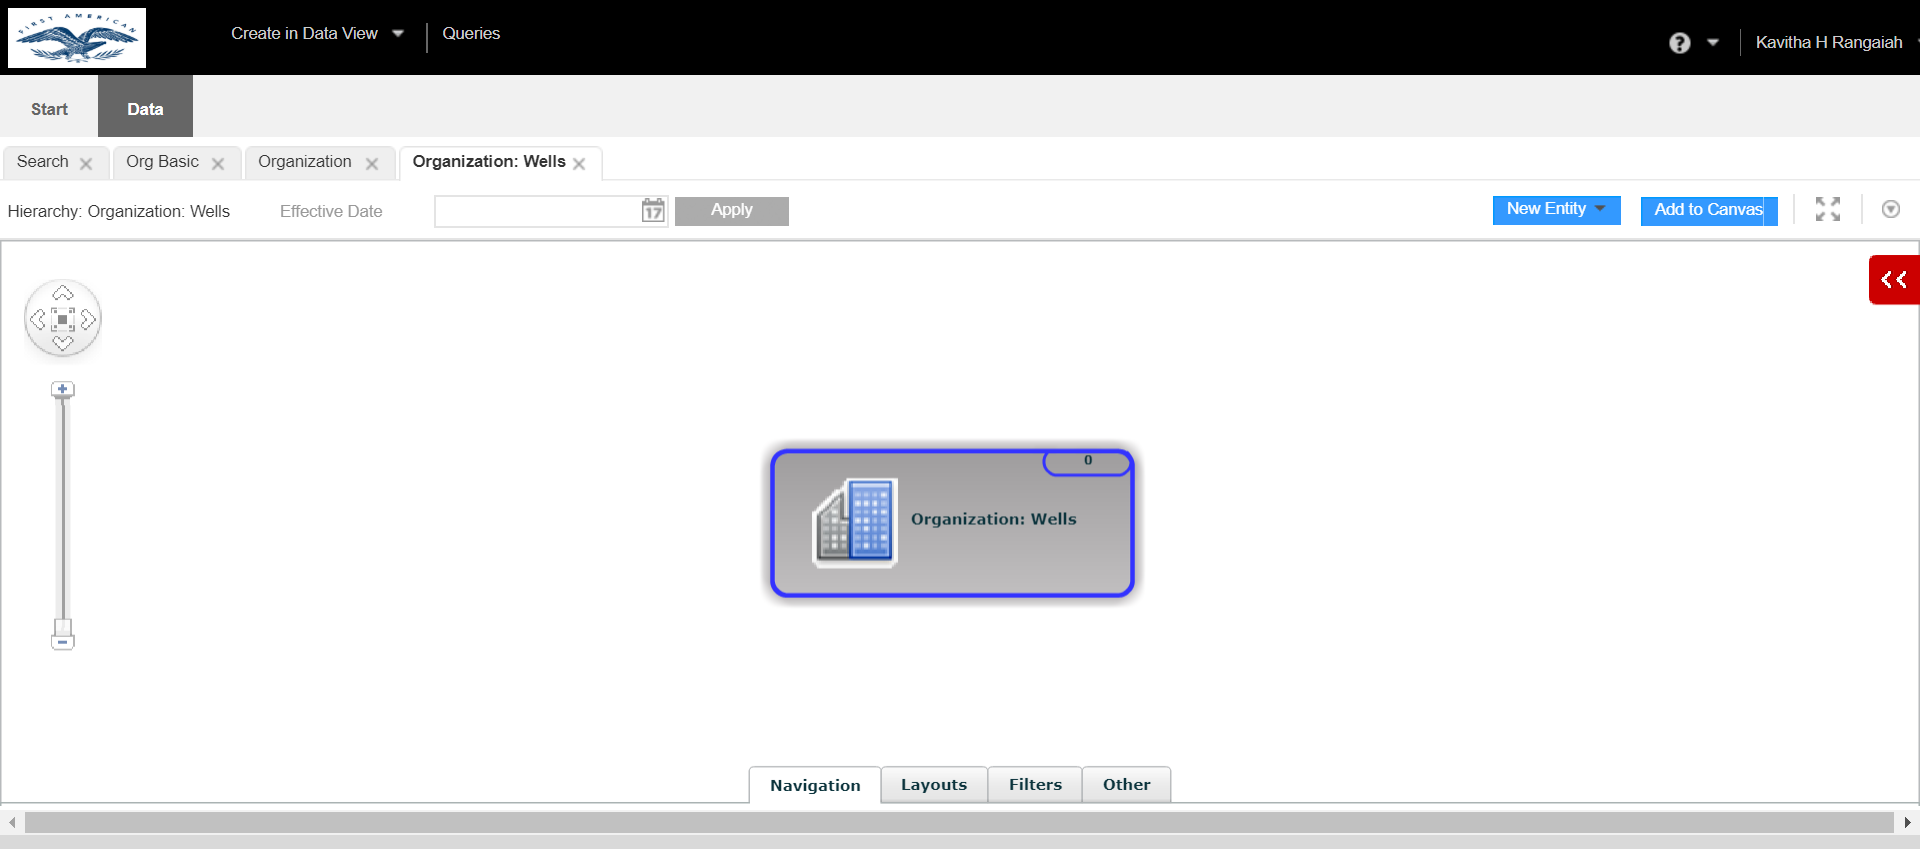 FIRST AMERICAN
Create in Data View
Queries
?
Kavitha H Rangaiah
Start
Data
Search
Org Basic
Organization
Organization: Wells
Hierarchy: Organization: Wells
Effective Date
17
Apply
New Entity
Add to Canvas
0
Organization: Wells
Navigation
Layouts
Filters
Other